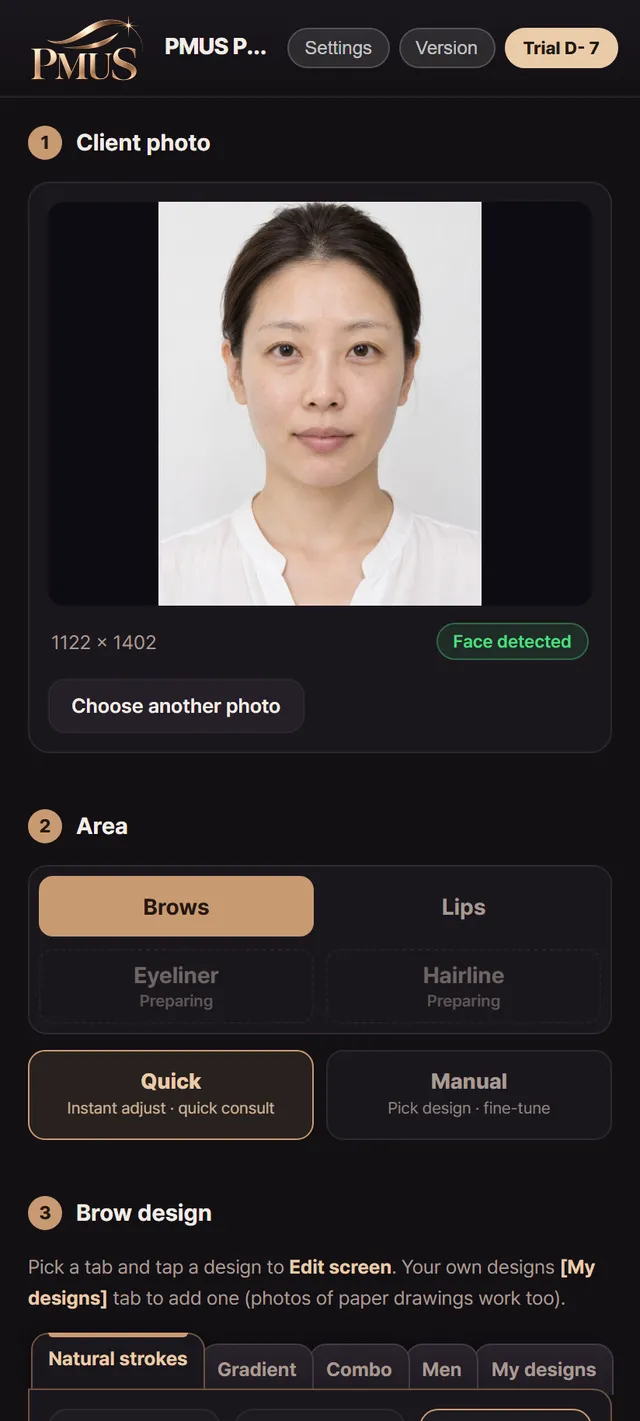 PMUS
PMUS P...
Settings
Version
Trial D- 7
1
Client photo
1122 × 1402
Face detected
Choose another photo
2
Area
Brows
Lips
Eyeliner
Preparing
Hairline
Preparing
Quick
Instant adjust · quick consult
Manual
Pick design · fine-tune
3
Brow design
Pick a tab and tap a design to Edit screen. Your own designs [My
designs] tab to add one (photos of paper drawings work too).
Natural strokes
Gradient
Combo
Men
My designs